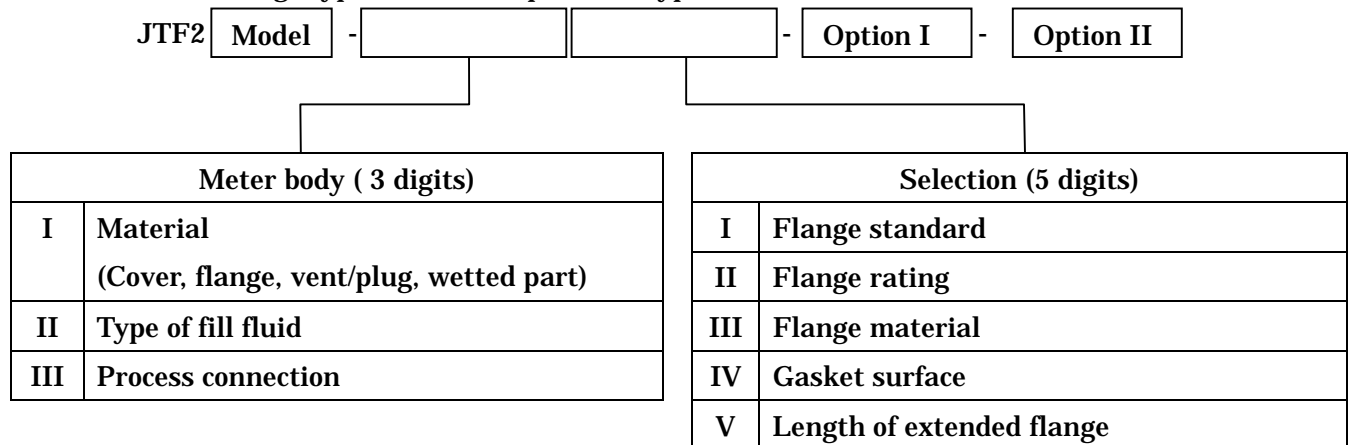 JTF2 Model - - Option I - Option II
Meter body ( 3 digits)
I Material
(Cover, flange, vent/plug, wetted part)
II Type of fill fluid
III Process connection
Selection (5 digits)
I Flange standard
II Flange rating
III Flange material
IV Gasket surface
V Length of extended flange